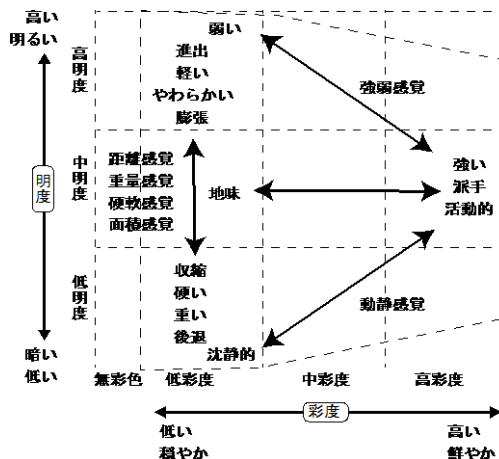 高い
明るい
明度
暗い
低い
高明度
中明度
低明度
弱い
進出
軽い
やわらかい
膨張
強弱感覚
距離感覚
重量感覚
硬軟感覚
面積感覚
地味
強い
派手
活動的
収縮
硬い
重い
後退
沈静的
動静感覚
無彩色 低彩度 中彩度 高彩度
彩度
低い 高い
穏やか 鮮やか